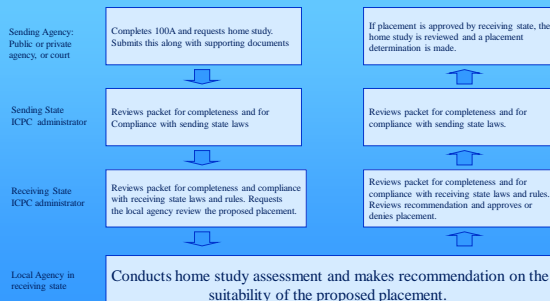 Sending Agency:
Public or private
agency, or court
Completes 100A and requests home study.
Submits this along with supporting documents
If placement is approved by receiving state, the
home study is reviewed and a placement
determination is made.
Sending State
ICPC administrator
Reviews packet for completeness and for
Compliance with sending state laws
Reviews packet for completeness and for
compliance with sending state laws.
Receiving State
ICPC administrator
Reviews packet for completeness and compliance
with receiving state laws and rules. Requests
the local agency review the proposed placement.
Reviews packet for completeness and for
compliance with receiving state laws and rules.
Reviews recommendation and approves or
denies placement.
Local Agency in
receiving state
Conducts home study assessment and makes recommendation on the
suitability of the proposed placement.